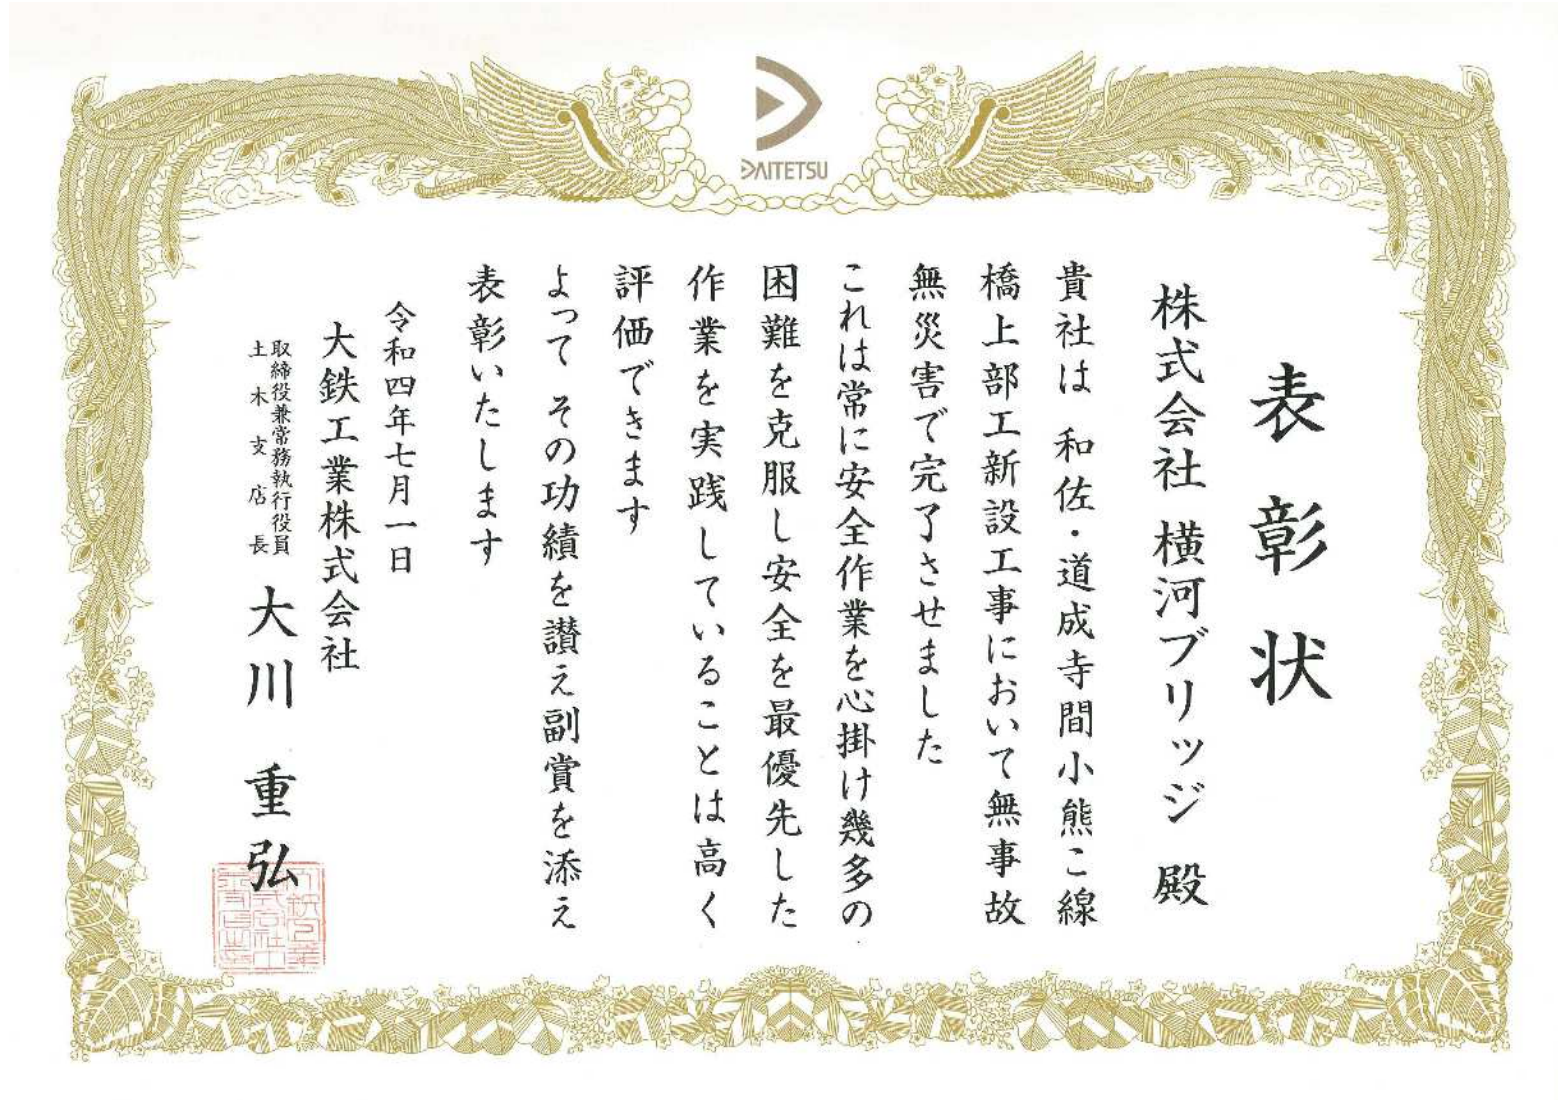 DAITETSU
表彰状
株式会社 横河ブリッジ 殿
貴社は 和佐・道成寺間小熊こ線
橋上部工新設工事において無事故
無災害で完了させました
これは常に安全作業を心掛け幾多の
困難を克服し安全を最優先した
作業を実践していることは高く
評価できます
よって その功績を讃え副賞を添え
表彰いたします
令和四年七月一日
大鉄工業株式会社
取締役兼常務執行役員
土木支店長
大川 重弘